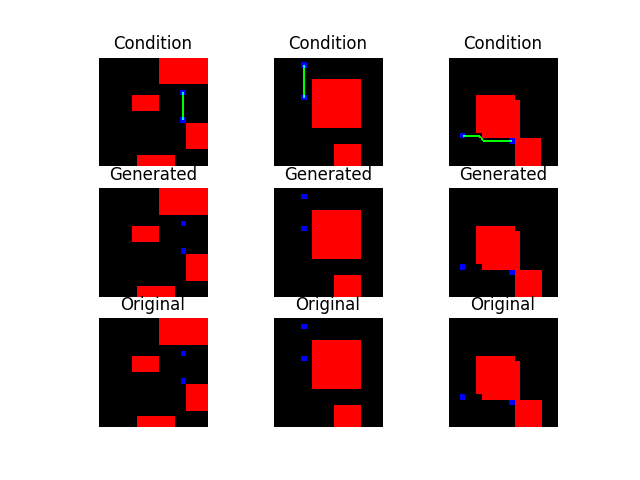 Condition Condition Condition
Generated Generated Generated
Original Original Original